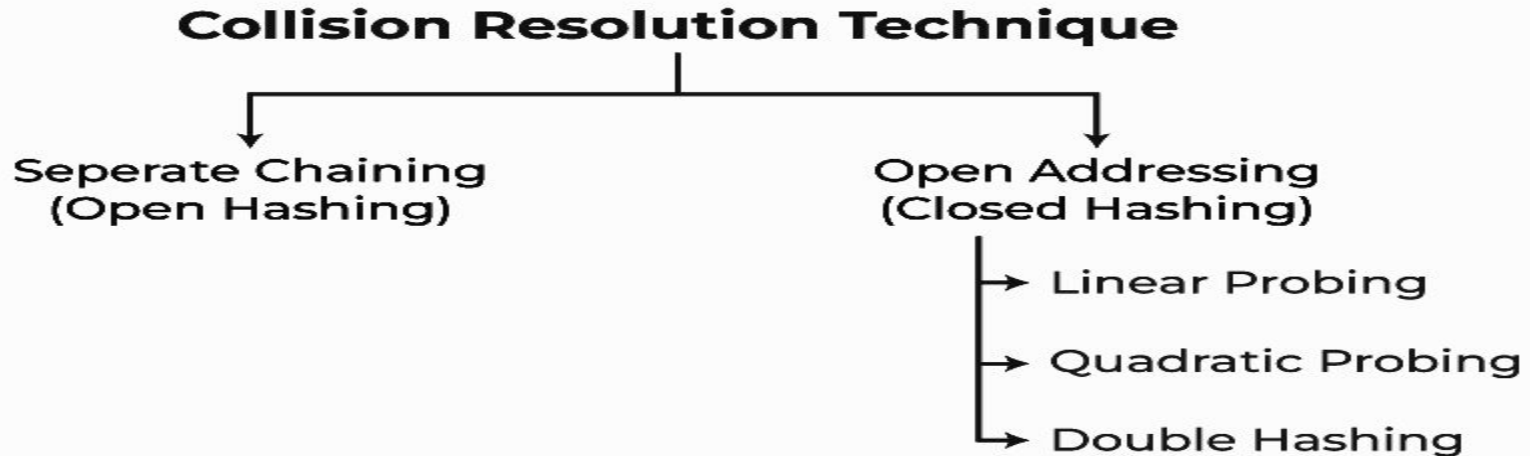 Collision Resolution Technique
Seperate Chaining
(Open Hashing)
Open Addressing
(Closed Hashing)
Linear Probing
Quadratic Probing
Double Hashing